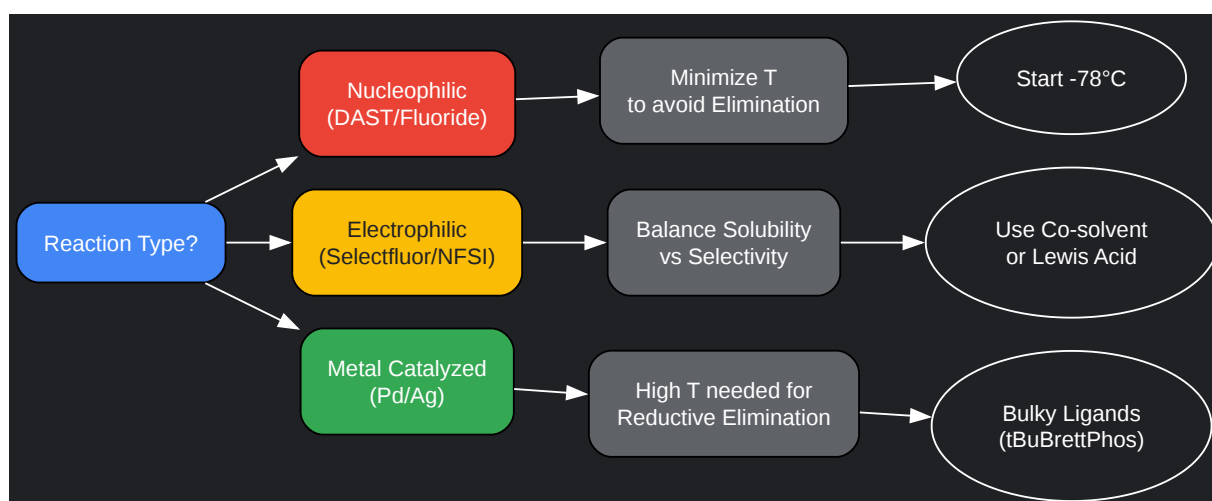 Reaction Type?
Nucleophilic
(DAST/Fluoride)
Minimize T
to avoid Elimination
Start -78°C
Electrophilic
(Selectfluor/NFSI)
Balance Solubility
vs Selectivity
Use Co-solvent
or Lewis Acid
Metal Catalyzed
(Pd/Ag)
High T needed for
Reductive Elimination
Bulky Ligands
(tBuBrettPhos)